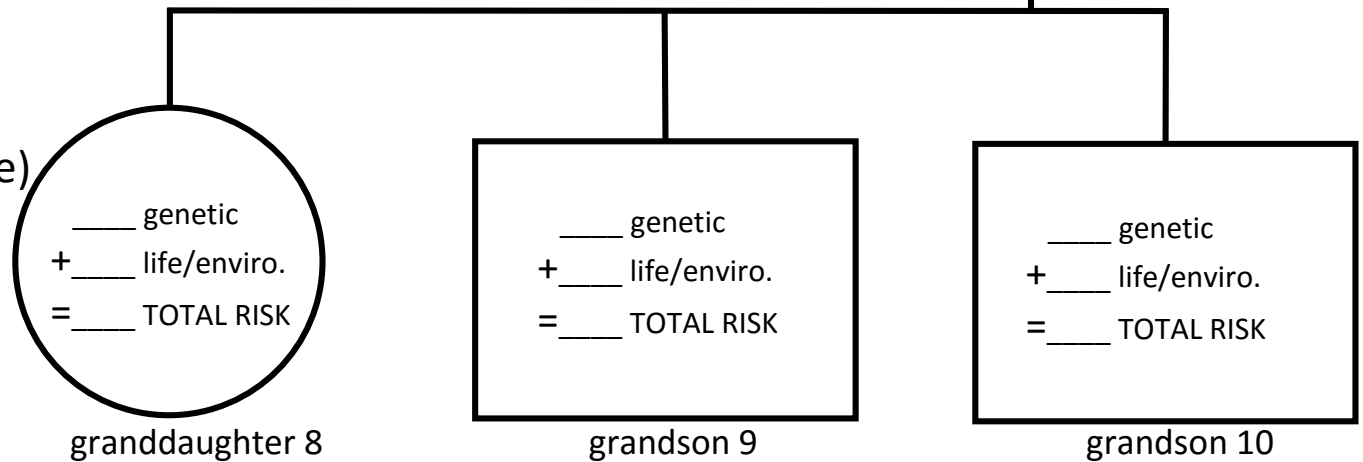 e)
____ genetic
+____ life/enviro.
=____ TOTAL RISK
granddaughter 8
____ genetic
+____ life/enviro.
=____ TOTAL RISK
grandson 9
____ genetic
+____ life/enviro.
=____ TOTAL RISK
grandson 10